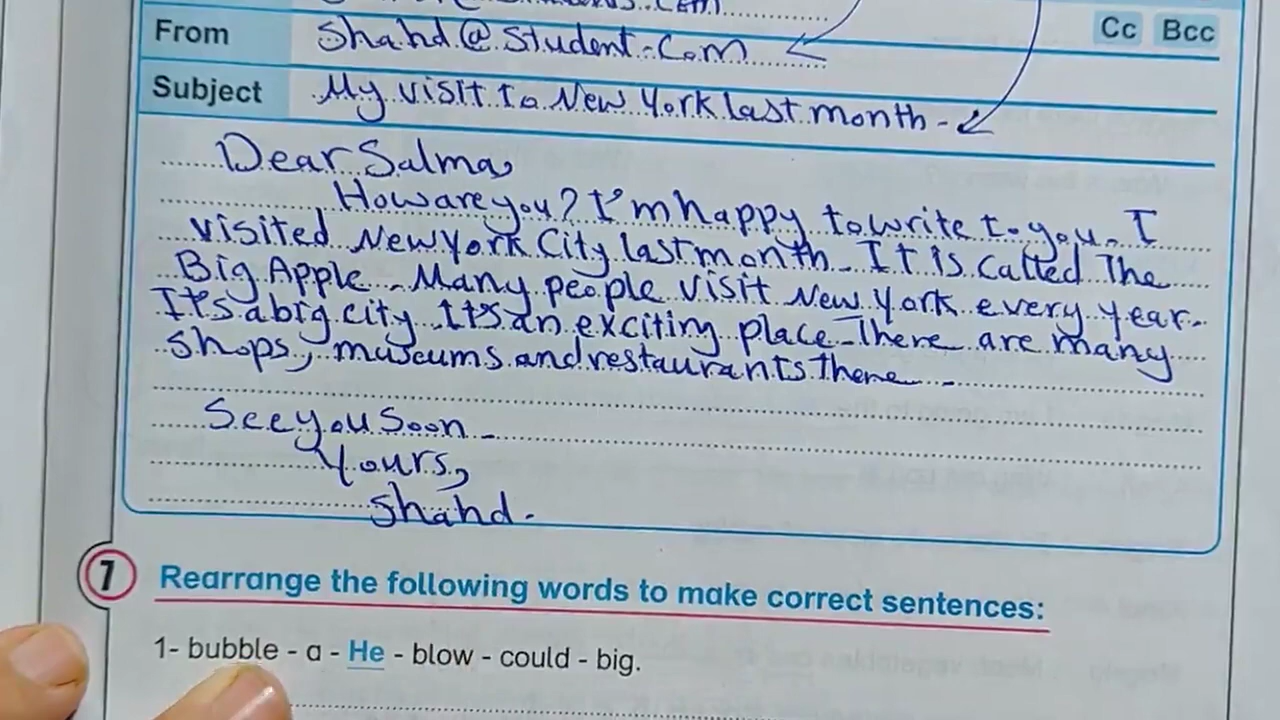 From Shahd@Student.Com
Cc Bcc
Subject My visit to New York last month.
Dear Salma,
How are you? I'm happy to write to you. I
visited New York City last month. It is called The
Big Apple. Many people visit New York every year.
It's a big city. It's an exciting place. There are many
shops, museums and restaurants there.
See you Soon.
Yours,
Shahd.
7 Rearrange the following words to make correct sentences:
1- bubble - a - He - blow - could - big.